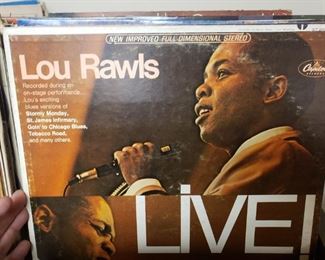 NEW IMPROVED FULL DIMENSIONAL STEREO
Lou Rawls
Capitol
RECORDS
Recorded during an
on-stage performance...
Lou's exciting
blues versions of
Stormy Monday,
St. James Infirmary,
Goin' to Chicago Blues,
Tobacco Road,
and many others.
LiVE!